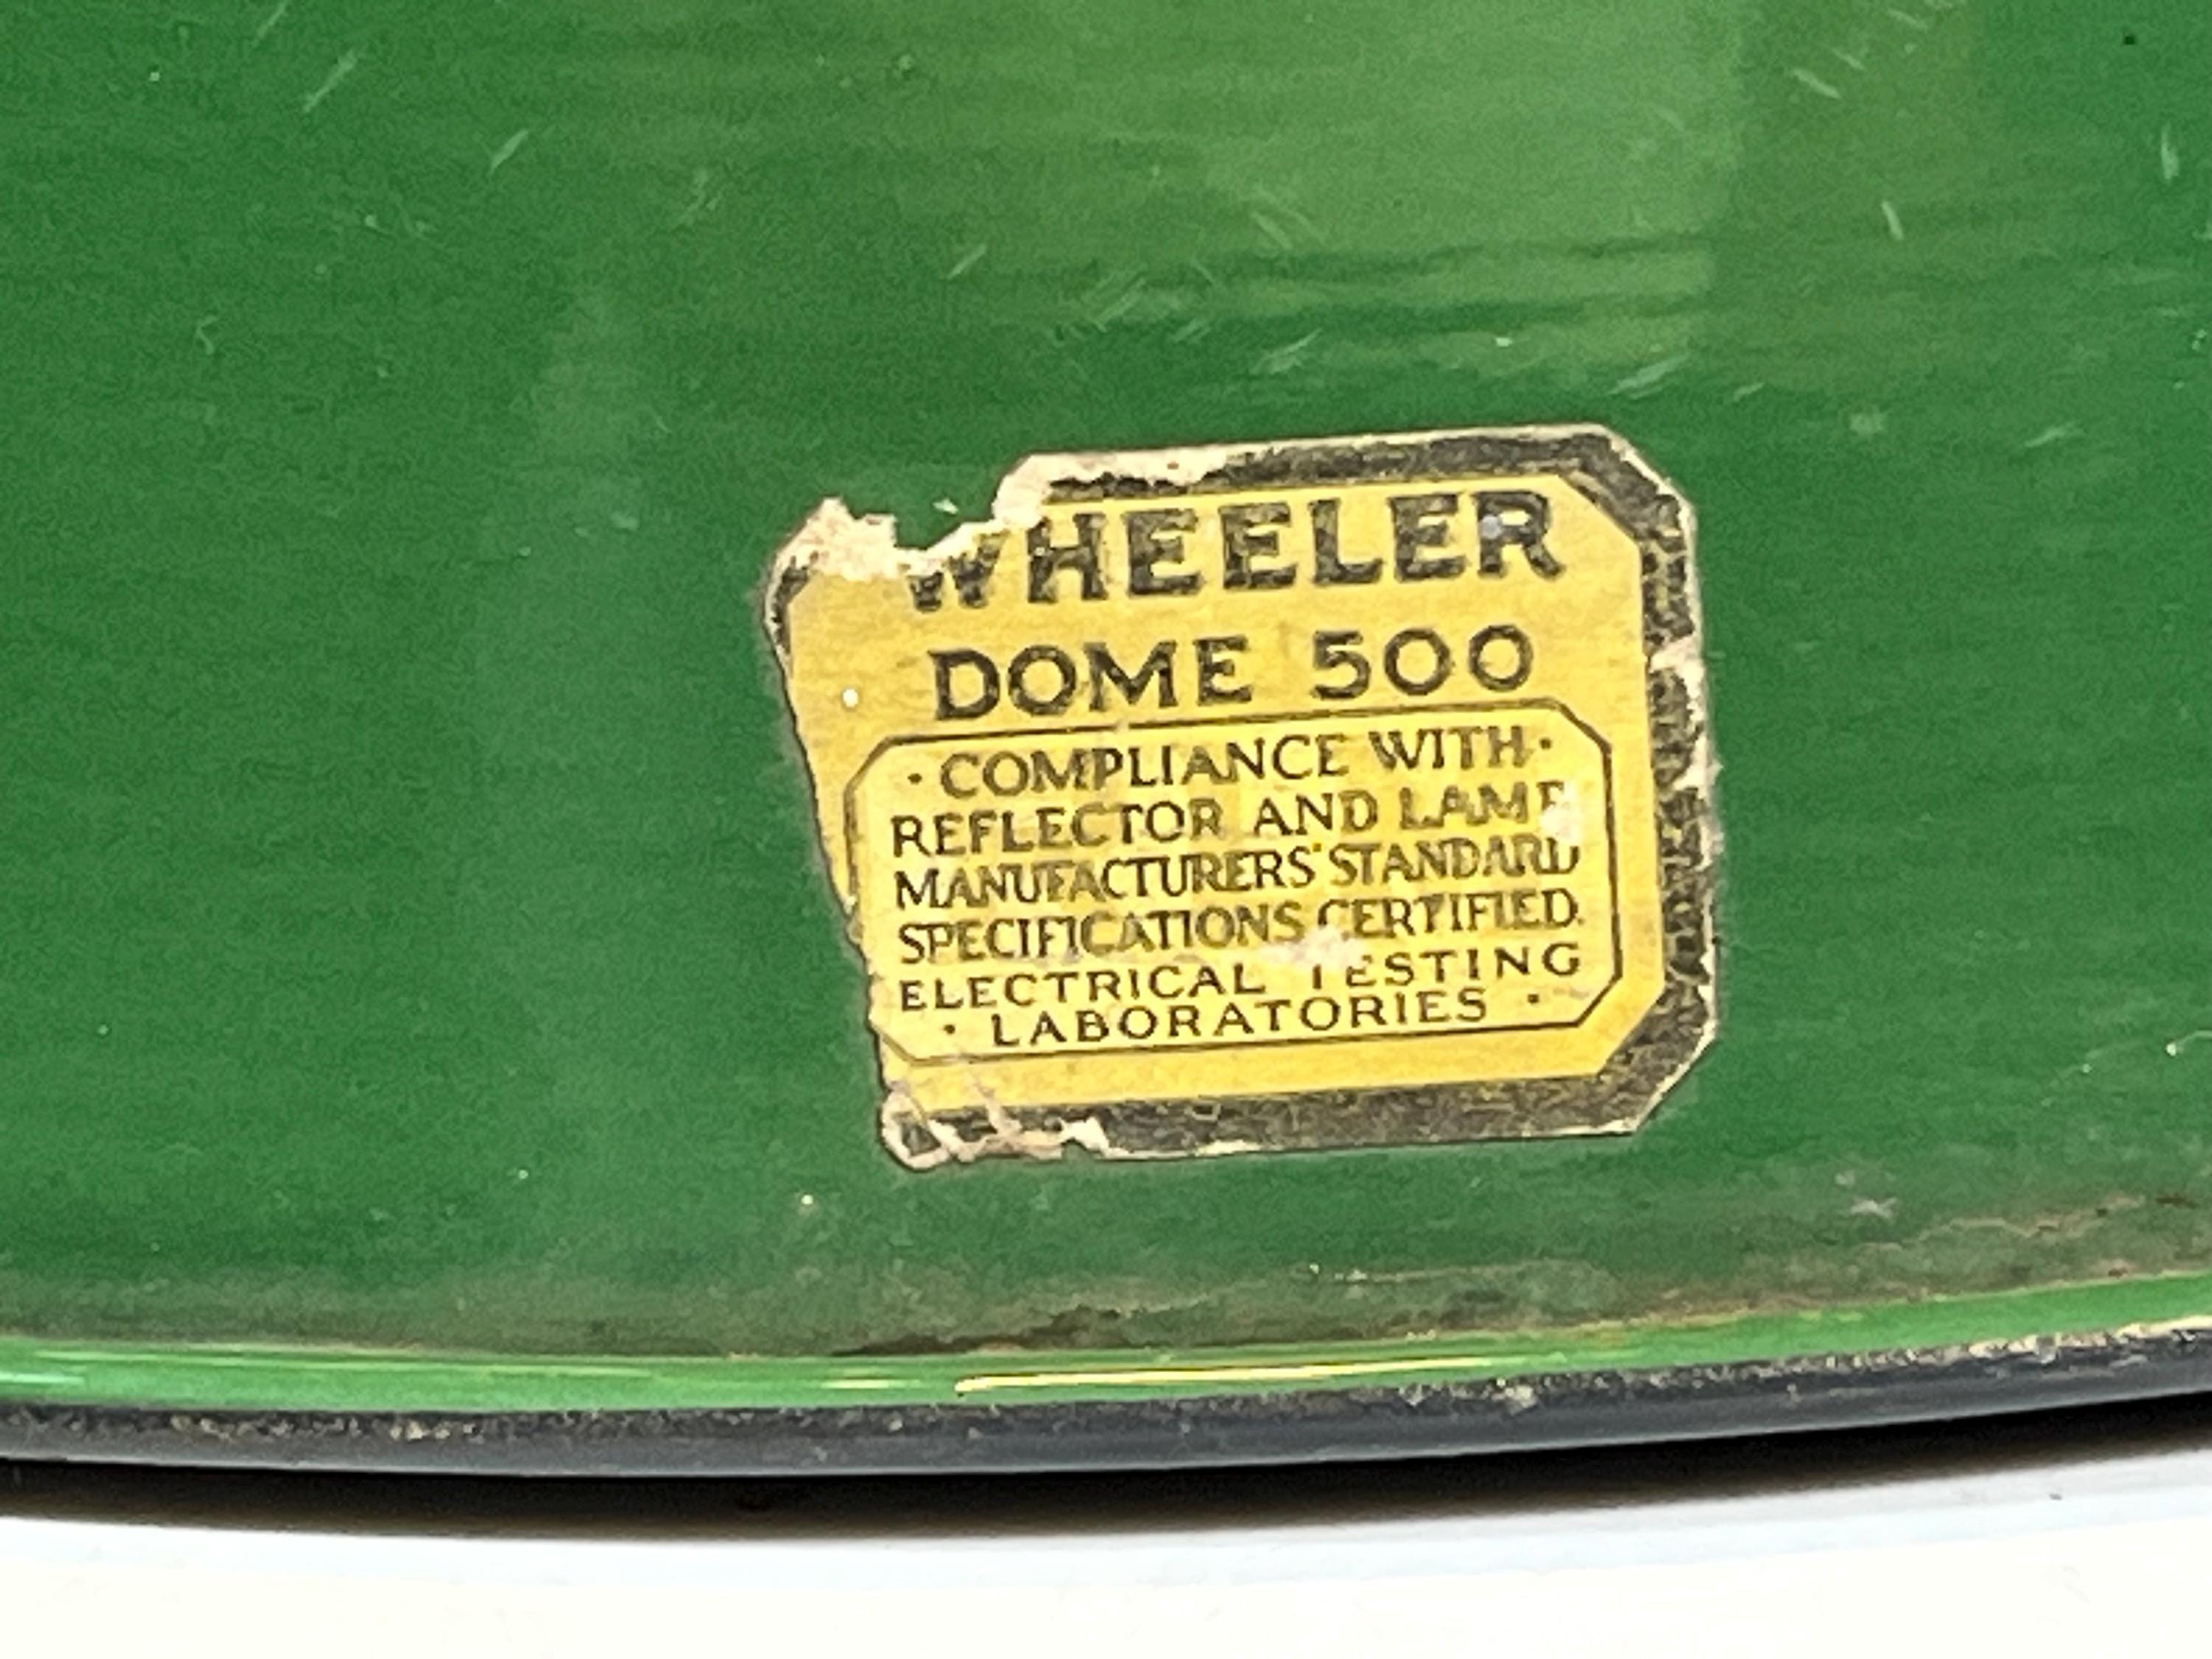 WHEELER
DOME 500
· COMPLIANCE WITH ·
REFLECTOR AND LAMP
MANUFACTURERS' STANDARD
SPECIFICATIONS CERTIFIED.
ELECTRICAL TESTING
· LABORATORIES ·